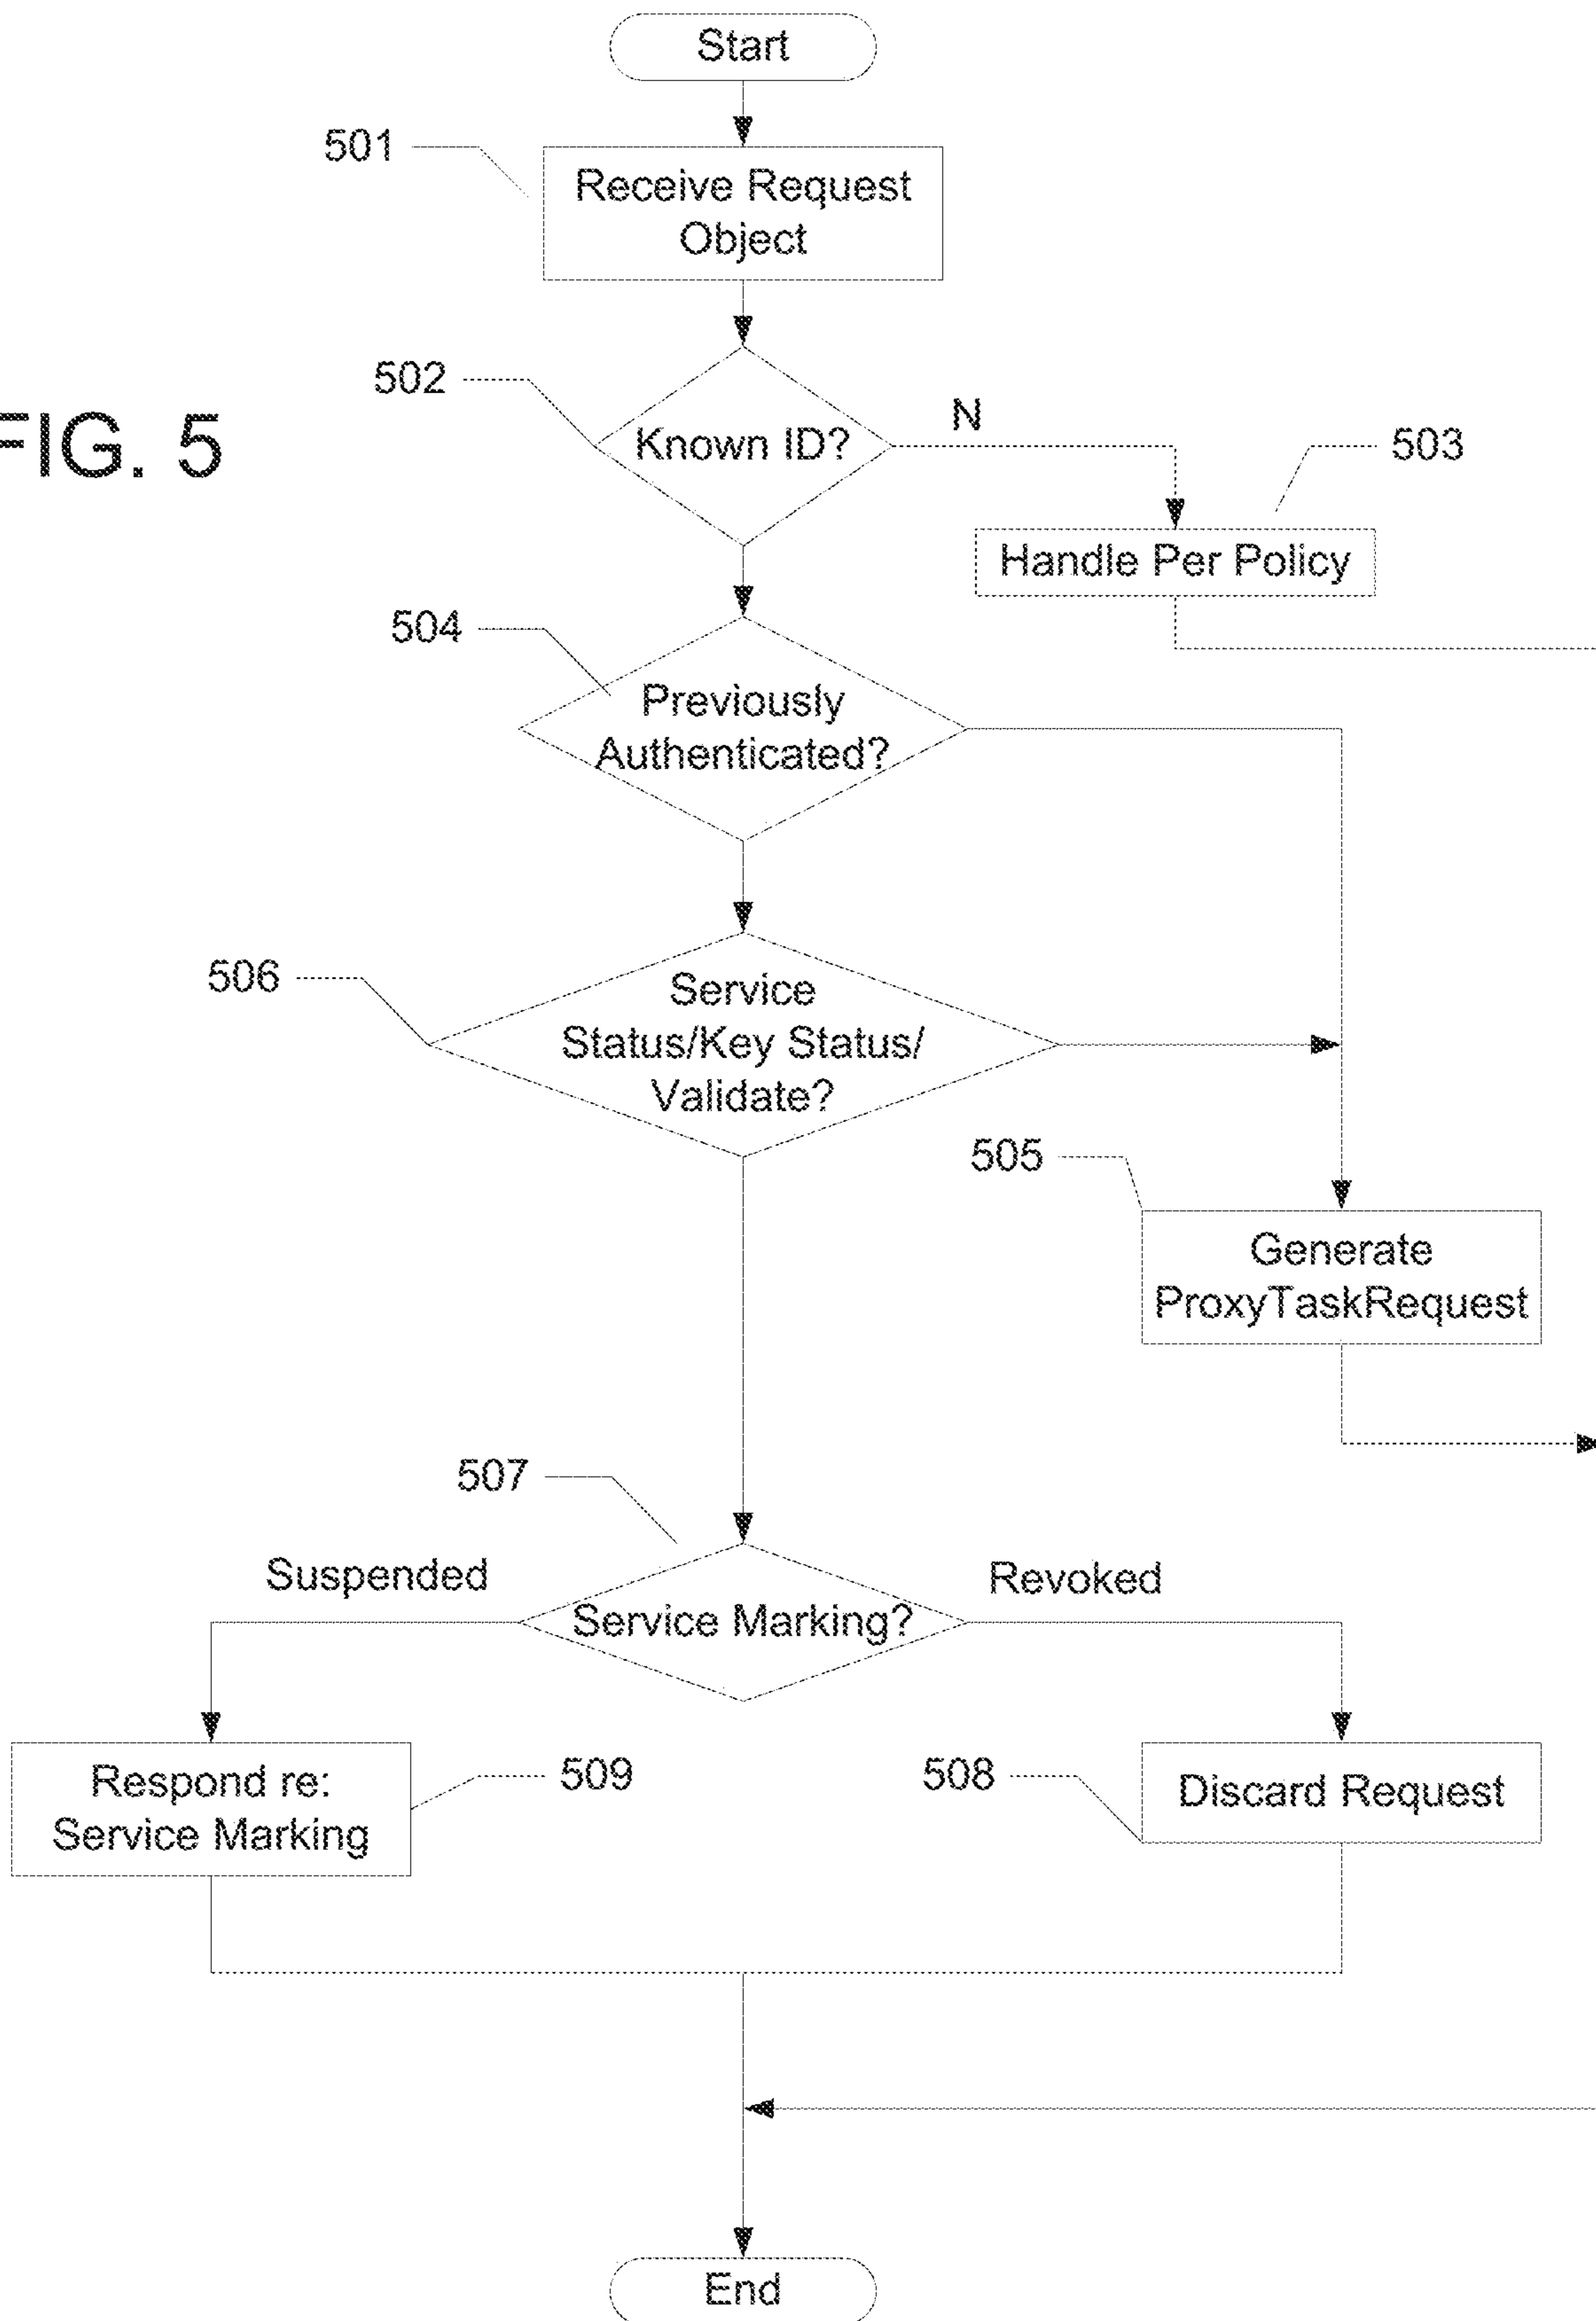 Start
501
Receive Request
Object
502
Known ID?
N
503
FIG. 5
Handle Per Policy
504
Previously
Authenticated?
506
Service
Status/Key Status/
Validate?
505
Generate
ProxyTaskRequest
507
Suspended
Revoked
Service Marking?
Respond re:
Service Marking
509
508
Discard Request
End